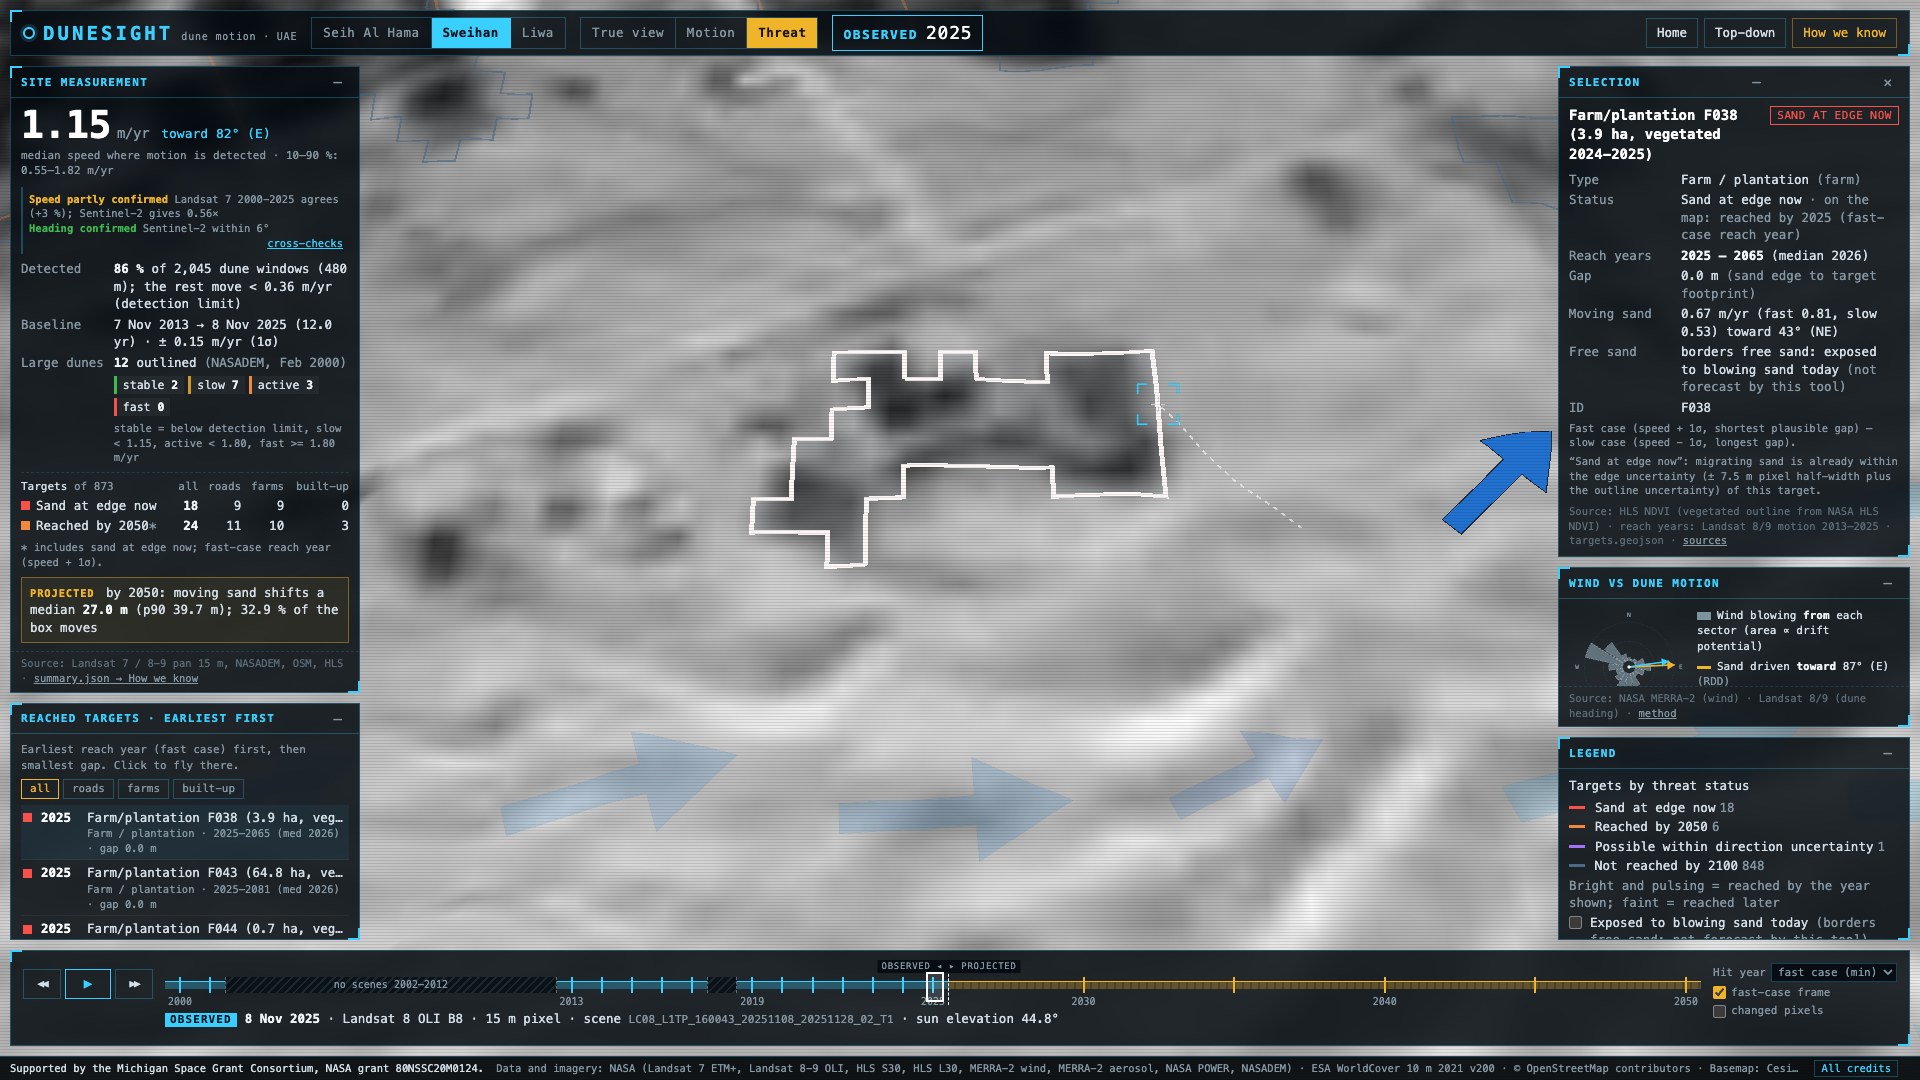 DUNESIGHT dune motion · UAE
Seih Al Hama Sweihan Liwa
True view Motion Threat
OBSERVED 2025
Home Top-down How we know
SITE MEASUREMENT —
1.15 m/yr toward 82° (E)
median speed where motion is detected · 10–90 %:
0.55–1.82 m/yr
Speed partly confirmed Landsat 7 2000–2025 agrees
(+3 %); Sentinel-2 gives 0.56×
Heading confirmed Sentinel-2 within 6°
cross-checks
Detected 86 % of 2,045 dune windows (480
m); the rest move < 0.36 m/yr
(detection limit)
Baseline 7 Nov 2013 → 8 Nov 2025 (12.0
yr) · ± 0.15 m/yr (1σ)
Large dunes 12 outlined (NASADEM, Feb 2000)
stable 2 slow 7 active 3
fast 0
stable = below detection limit, slow
< 1.15, active < 1.80, fast >= 1.80
m/yr
Targets of 873 all roads farms built-up
Sand at edge now 18 9 9 0
Reached by 2050* 24 11 10 3
* includes sand at edge now; fast-case reach year
(speed + 1σ).
PROJECTED by 2050: moving sand shifts a
median 27.0 m (p90 39.7 m); 32.9 % of the
box moves
Source: Landsat 7 / 8–9 pan 15 m, NASADEM, OSM, HLS
· summary.json → How we know
REACHED TARGETS · EARLIEST FIRST —
Earliest reach year (fast case) first, then
smallest gap. Click to fly there.
all roads farms built-up
2025 Farm/plantation F038 (3.9 ha, veg…
Farm / plantation · 2025–2065 (med 2026)
· gap 0.0 m
2025 Farm/plantation F043 (64.8 ha, ve…
Farm / plantation · 2025–2081 (med 2026)
· gap 0.0 m
2025 Farm/plantation F044 (0.7 ha, veg…
SELECTION — ×
Farm/plantation F038
(3.9 ha, vegetated
2024–2025)
SAND AT EDGE NOW
Type Farm / plantation (farm)
Status Sand at edge now · on the
map: reached by 2025 (fast-
case reach year)
Reach years 2025 – 2065 (median 2026)
Gap 0.0 m (sand edge to target
footprint)
Moving sand 0.67 m/yr (fast 0.81, slow
0.53) toward 43° (NE)
Free sand borders free sand: exposed
to blowing sand today (not
forecast by this tool)
ID F038
Fast case (speed + 1σ, shortest plausible gap) –
slow case (speed − 1σ, longest gap).
“Sand at edge now”: migrating sand is already within
the edge uncertainty (± 7.5 m pixel half-width plus
the outline uncertainty) of this target.
Source: HLS NDVI (vegetated outline from NASA HLS
NDVI) · reach years: Landsat 8/9 motion 2013–2025 ·
targets.geojson · sources
WIND VS DUNE MOTION —
N
W
E
Wind blowing from each
sector (area ∝ drift
potential)
Sand driven toward 87° (E)
(RDD)
Source: NASA MERRA-2 (wind) · Landsat 8/9 (dune
heading) · method
LEGEND —
Targets by threat status
Sand at edge now 18
Reached by 2050 6
Possible within direction uncertainty 1
Not reached by 2100 848
Bright and pulsing = reached by the year
shown; faint = reached later
Exposed to blowing sand today (borders
free sand; not forecast by this tool)
OBSERVED ◂ ▸ PROJECTED
no scenes 2002–2012
2000 2013 2019 2025 2030 2040 2050
OBSERVED 8 Nov 2025 · Landsat 8 OLI B8 · 15 m pixel · scene LC08_L1TP_160043_20251108_20251128_02_T1 · sun elevation 44.8°
Hit year fast case (min)
fast-case frame
changed pixels
Supported by the Michigan Space Grant Consortium, NASA grant 80NSSC20M0124. Data and imagery: NASA (Landsat 7 ETM+, Landsat 8–9 OLI, HLS S30, HLS L30, MERRA-2 wind, MERRA-2 aerosol, NASA POWER, NASADEM) · ESA WorldCover 10 m 2021 v200 · © OpenStreetMap contributors · Basemap: Cesi… All credits